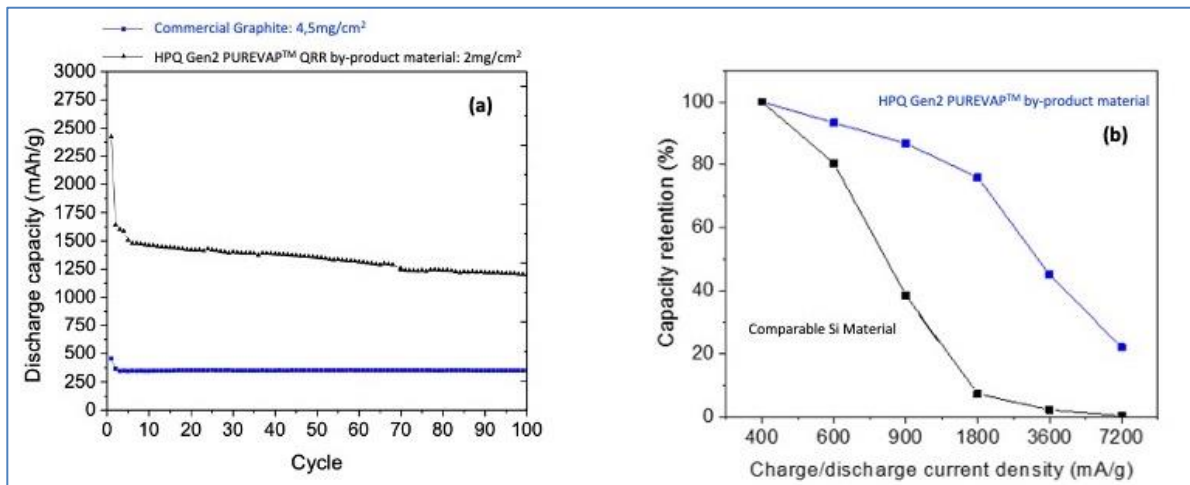 Commercial Graphite: 4,5mg/cm²
HPQ Gen2 PUREVAP™ QRR by-product material: 2mg/cm²
3000
2750
2500
2250
2000
1750
1500
1250
1000
750
500
250
0
Discharge capacity (mAh/g)
(a)
0 10 20 30 40 50 60 70 80 90 100
Cycle
HPQ Gen2 PUREVAP™ by-product material
(b)
100
80
60
40
20
0
Capacity retention (%)
Comparable Si Material
400 600 900 1800 3600 7200
Charge/discharge current density (mA/g)